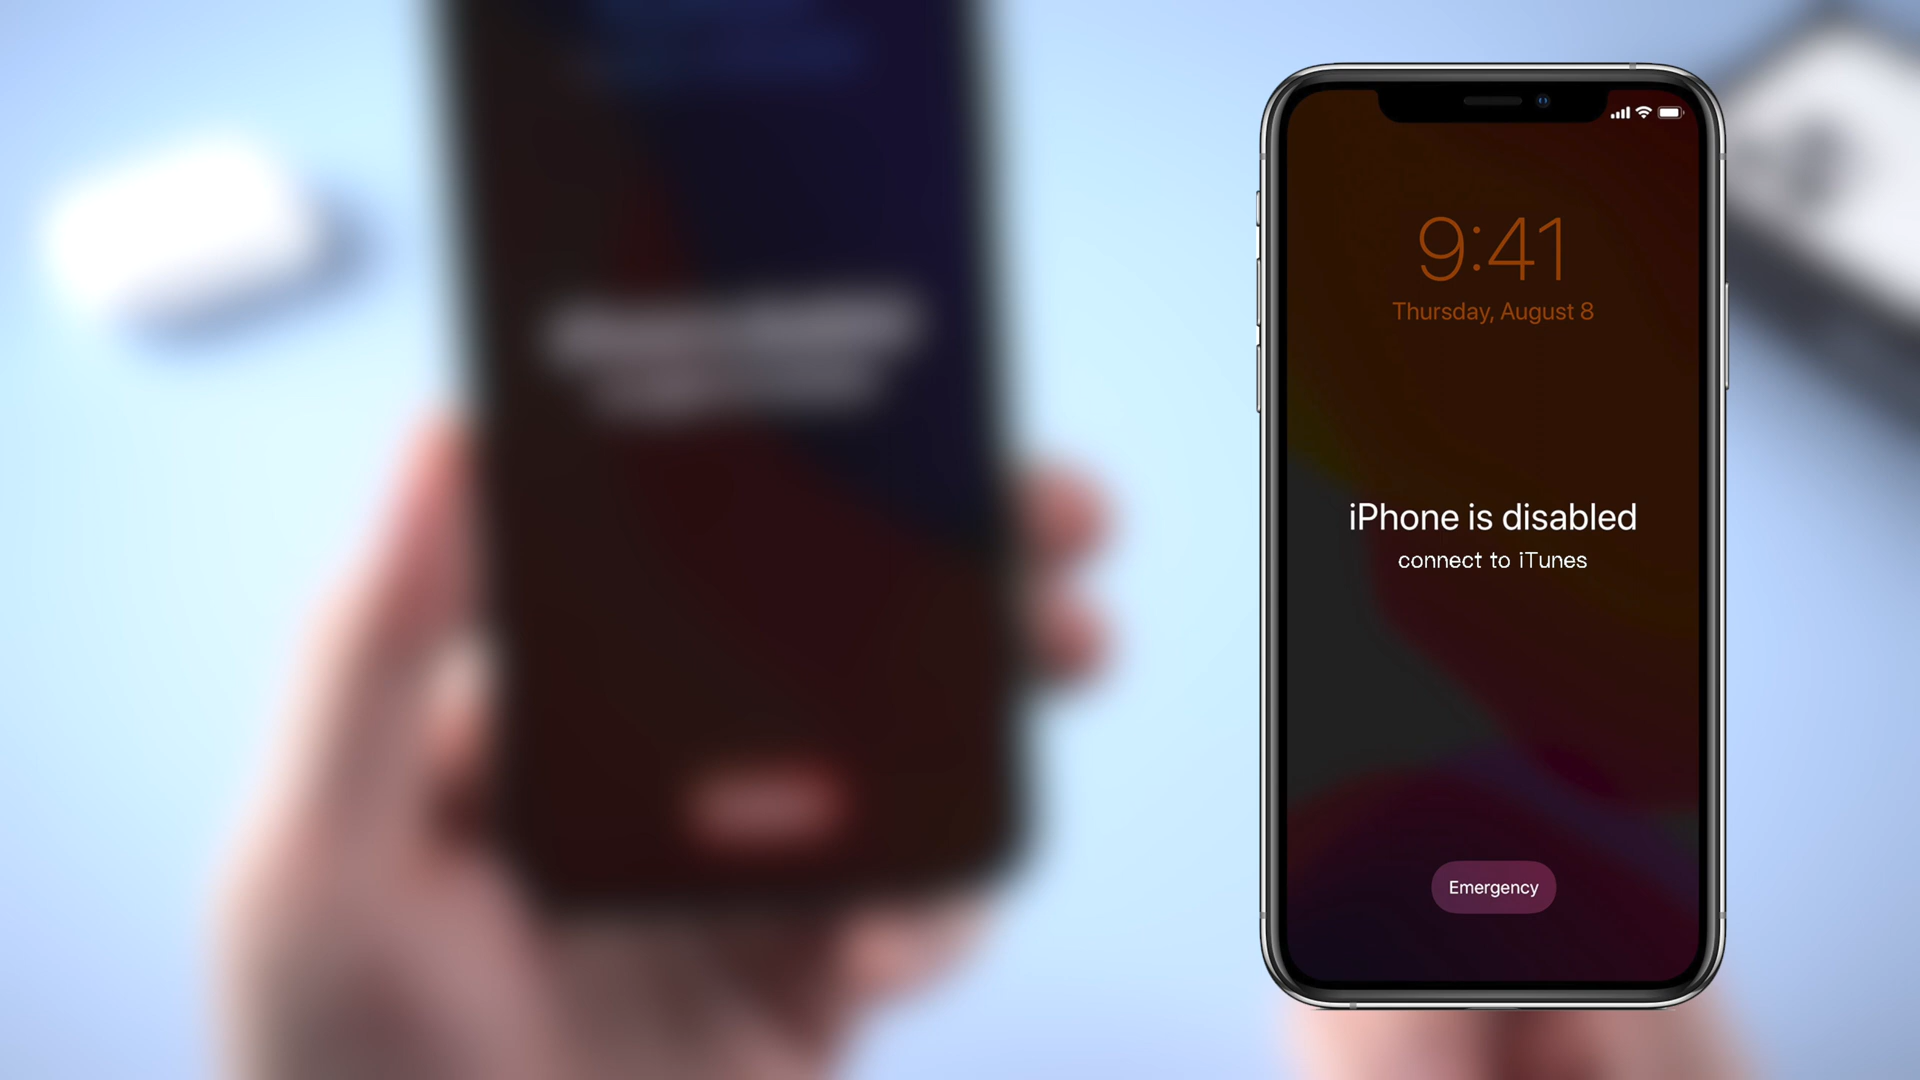 9:41
Thursday, August 8
iPhone is disabled
connect to iTunes
Emergency